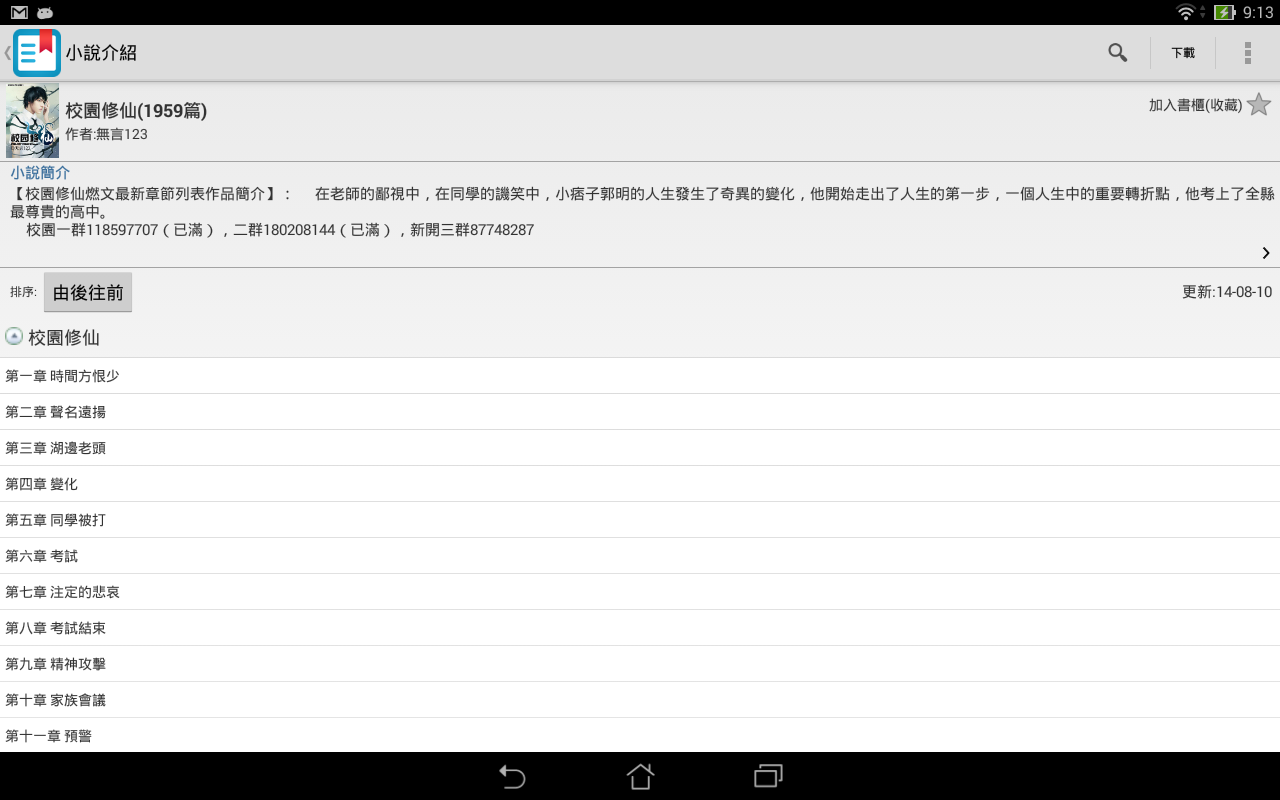 9:13
小說介紹
下載
校園修仙(1959篇)
加入書櫃(收藏)
作者:無言123
校园修仙
小說簡介
【校園修仙燃文最新章節列表作品簡介】： 在老師的鄙視中，在同學的譏笑中，小痞子郭明的人生發生了奇異的變化，他開始走出了人生的第一步，一個人生中的重要轉折點，他考上了全縣
最尊貴的高中。
校園一群118597707（已滿），二群180208144（已滿），新開三群87748287
排序:
由後往前
更新:14-08-10
校園修仙
第一章 時間方恨少
第二章 聲名遠揚
第三章 湖邊老頭
第四章 變化
第五章 同學被打
第六章 考試
第七章 注定的悲哀
第八章 考試結束
第九章 精神攻擊
第十章 家族會議
第十一章 預警